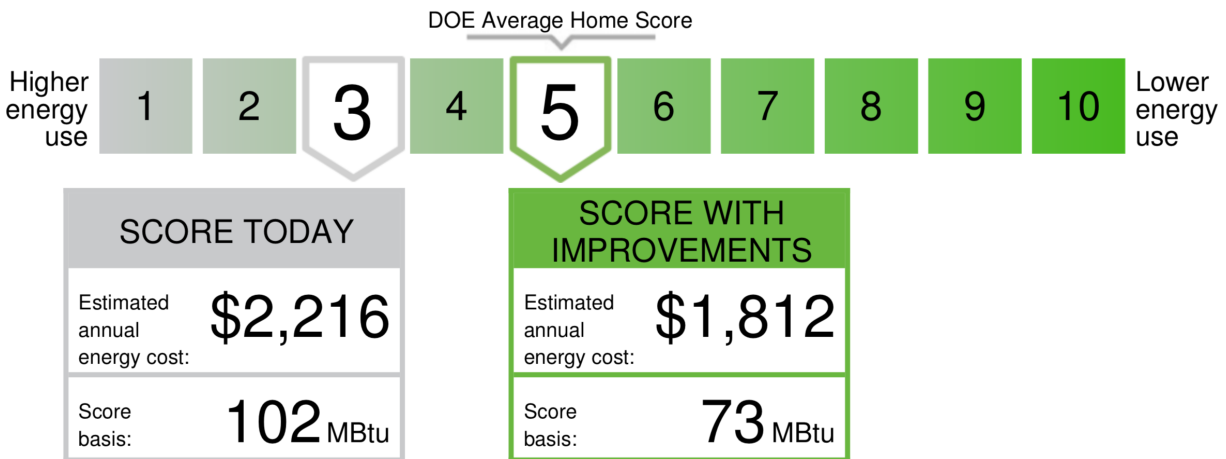 DOE Average Home Score
Higher
energy
use
1 2 3 4 5 6 7 8 9 10
Lower
energy
use
SCORE TODAY
Estimated
annual
energy cost:
$2,216
Score
basis:
102 MBtu
SCORE WITH
IMPROVEMENTS
Estimated
annual
energy cost:
$1,812
Score
basis:
73 MBtu